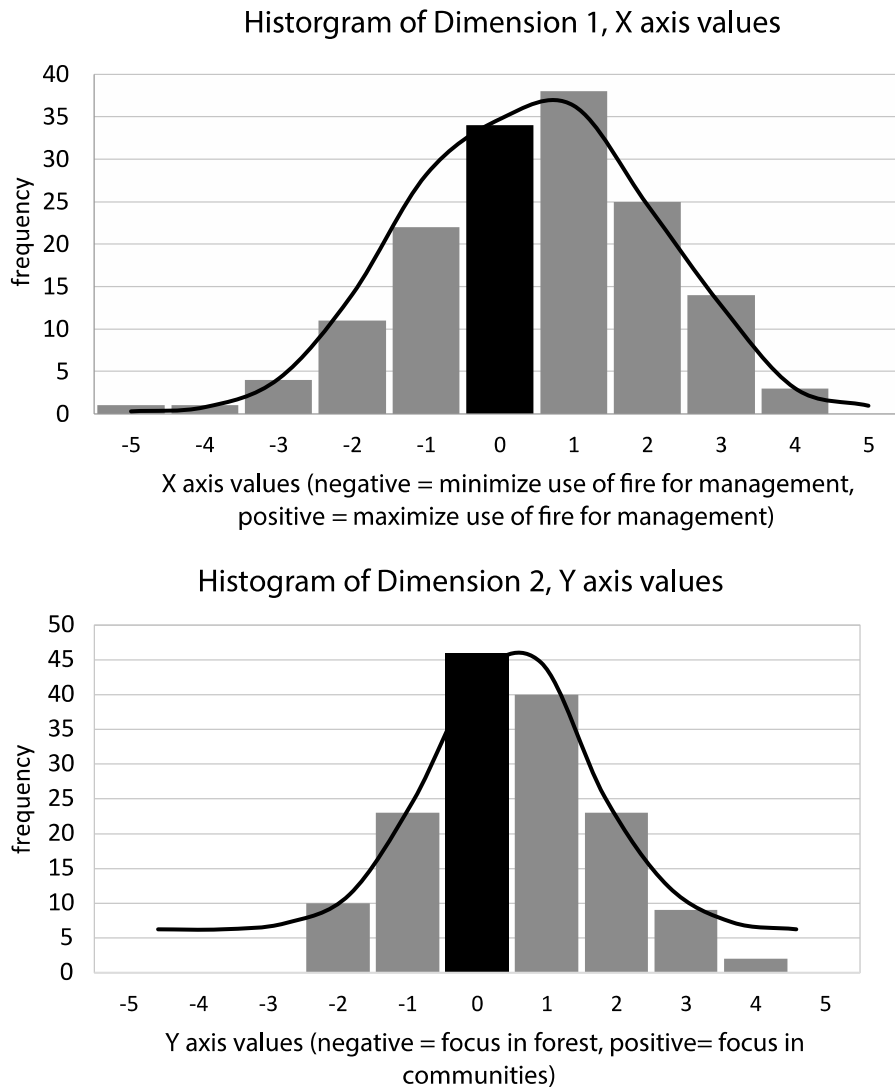 Historgram of Dimension 1, X axis values
40
35
30
25
20
15
10
5
0
frequency
-5 -4 -3 -2 -1 0 1 2 3 4 5
X axis values (negative = minimize use of fire for management,
positive = maximize use of fire for management)
Histogram of Dimension 2, Y axis values
50
45
40
35
30
25
20
15
10
5
0
frequency
-5 -4 -3 -2 -1 0 1 2 3 4 5
Y axis values (negative = focus in forest, positive= focus in
communities)